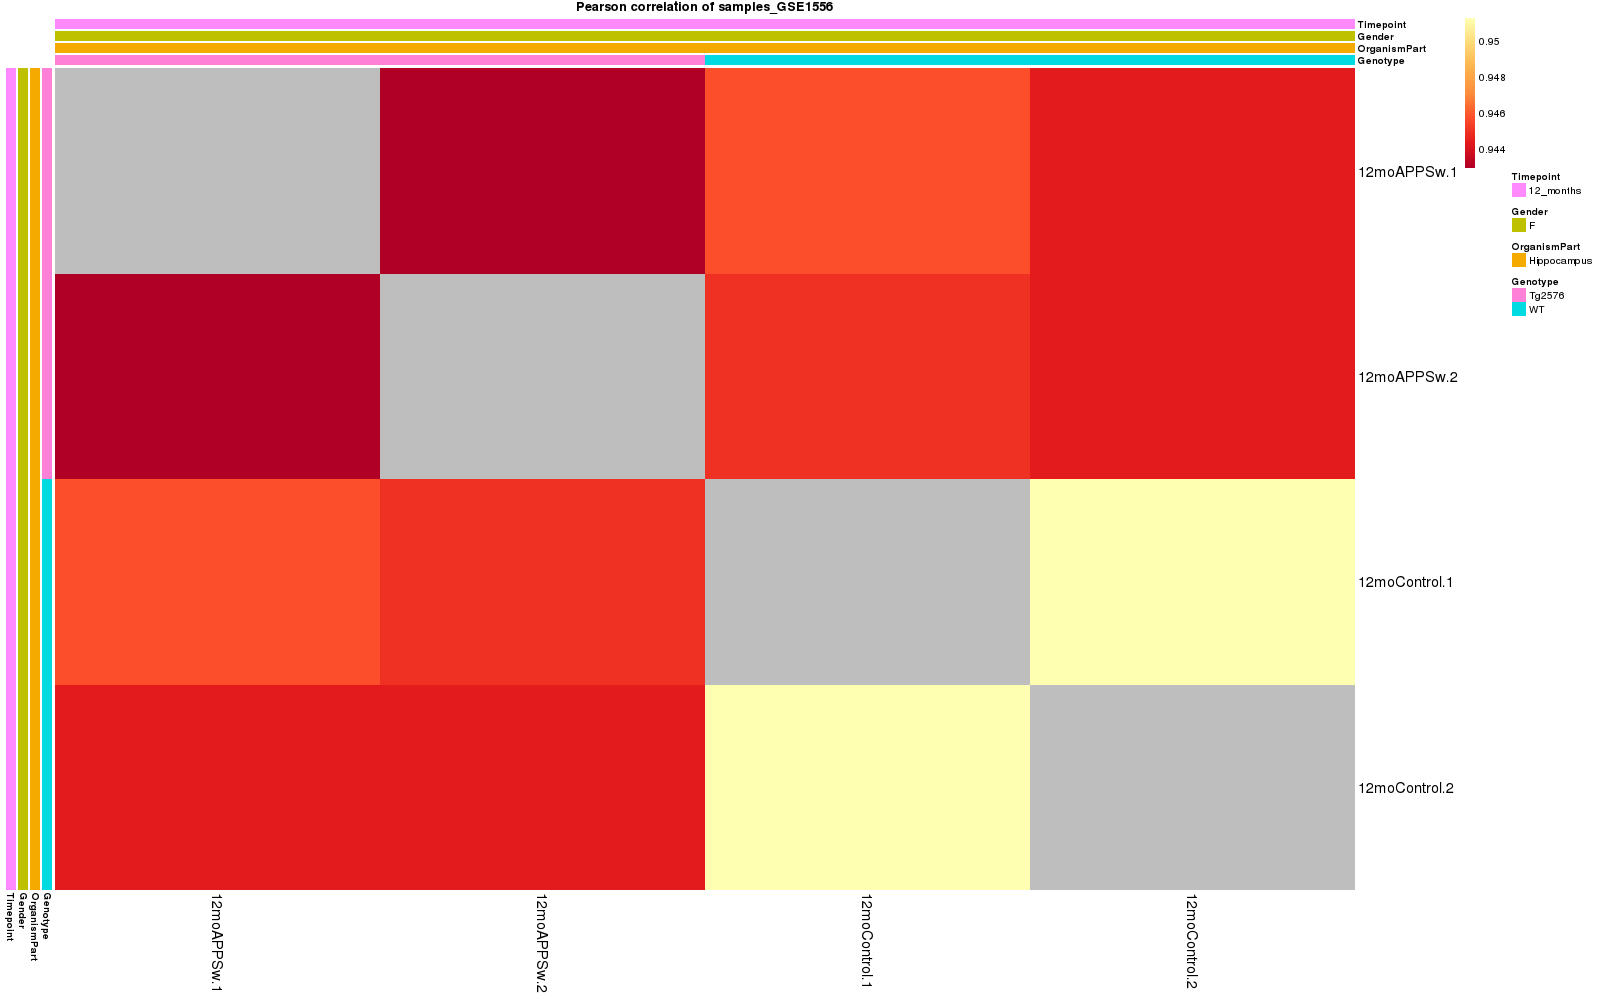 Pearson correlation of samples_GSE1556
Timepoint
Gender
OrganismPart
Genotype
0.95
0.948
0.946
0.944
Timepoint
12_months
Gender
F
OrganismPart
Hippocampus
Genotype
Tg2576
WT
12moAPPSw.1
12moAPPSw.2
12moControl.1
12moControl.2
Timepoint
Gender
OrganismPart
Genotype
12moAPPSw.1
12moAPPSw.2
12moControl.1
12moControl.2